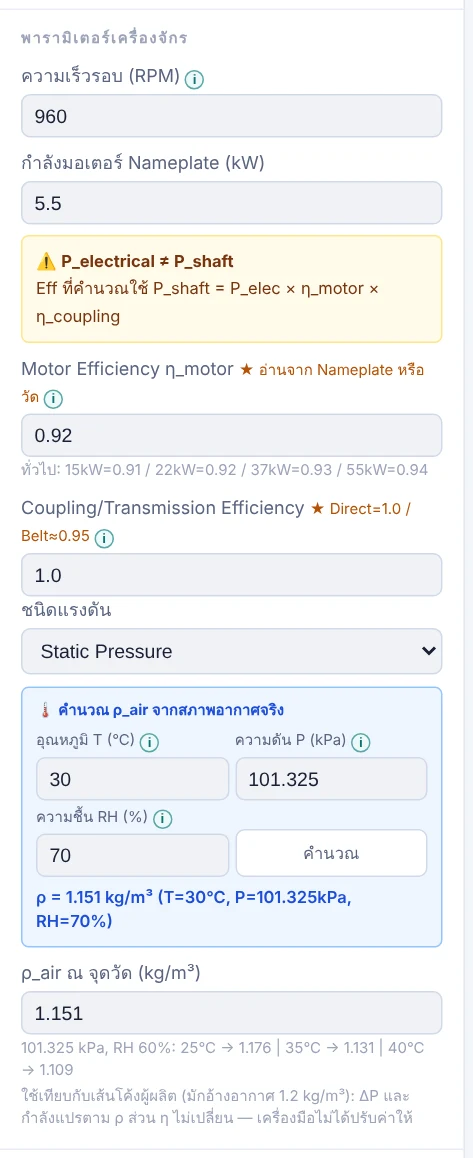 พารามิเตอร์เครื่องจักร
ความเร็วรอบ (RPM) i
960
กำลังมอเตอร์ Nameplate (kW)
5.5
⚠️ P_electrical ≠ P_shaft
Eff ที่คำนวณใช้ P_shaft = P_elec × η_motor ×
η_coupling
Motor Efficiency η_motor ★ อ่านจาก Nameplate หรือ
วัด i
0.92
ทั่วไป: 15kW=0.91 / 22kW=0.92 / 37kW=0.93 / 55kW=0.94
Coupling/Transmission Efficiency ★ Direct=1.0 /
Belt≈0.95 i
1.0
ชนิดแรงดัน
Static Pressure
🌡️ คำนวณ ρ_air จากสภาพอากาศจริง
อุณหภูมิ T (°C) i ความดัน P (kPa) i
30 101.325
ความชื้น RH (%) i
70 คำนวณ
ρ = 1.151 kg/m³ (T=30°C, P=101.325kPa,
RH=70%)
ρ_air ณ จุดวัด (kg/m³)
1.151
101.325 kPa, RH 60%: 25°C → 1.176 | 35°C → 1.131 | 40°C
→ 1.109
ใช้เทียบกับเส้นโค้งผู้ผลิต (มักอ้างอากาศ 1.2 kg/m³): ΔP และ
กำลังแปรตาม ρ ส่วน η ไม่เปลี่ยน — เครื่องมือไม่ได้ปรับค่าให้